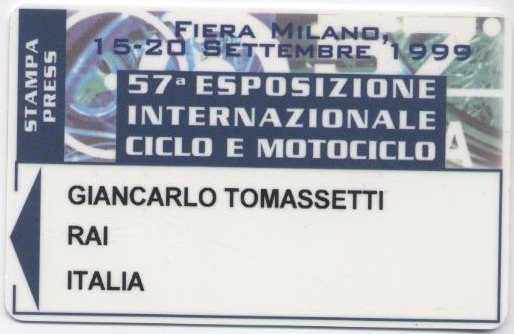 FIERA MILANO,
15-20 SETTEMBRE 1999
STAMPA
PRESS
57a ESPOSIZIONE
INTERNAZIONALE
CICLO E MOTOCICLO
GIANCARLO TOMASSETTI
RAI
ITALIA